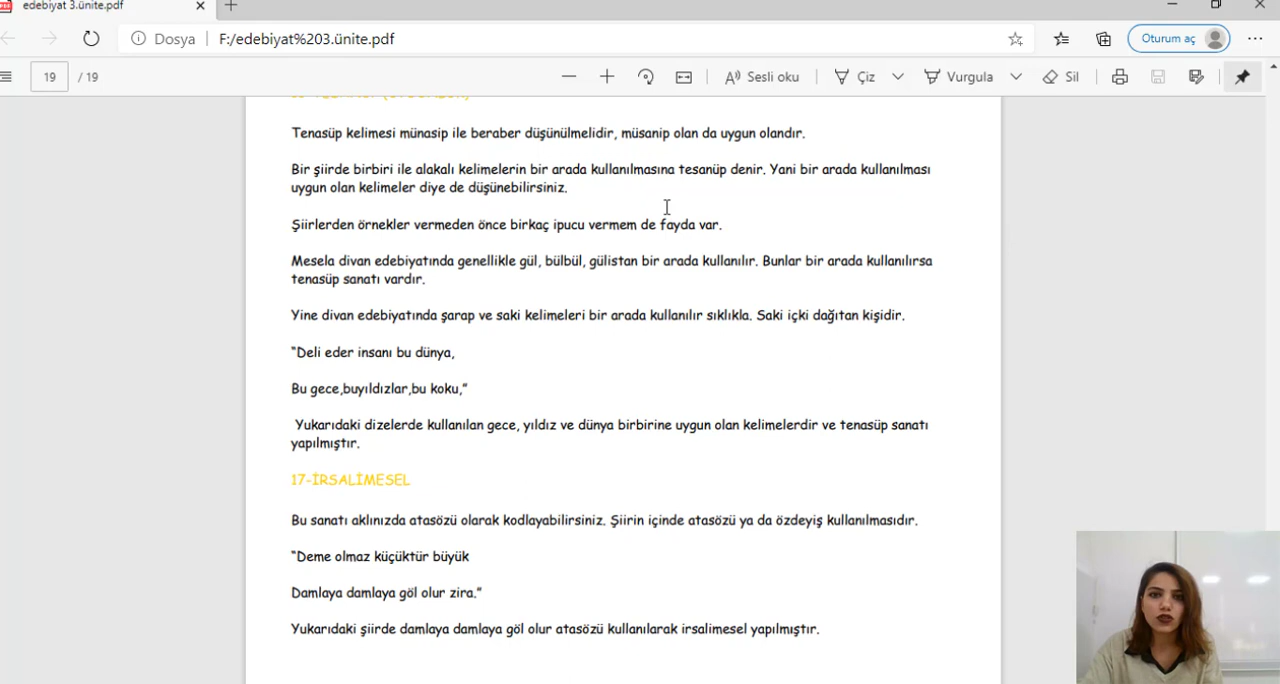 edebiyat 3.ünite.pdf
Dosya F:/edebiyat%203.ünite.pdf Oturum aç
19 / 19 Sesli oku Çiz Vurgula Sil
Tenasüp kelimesi münasip ile beraber düşünülmelidir, müsanip olan da uygun olandır.
Bir şiirde birbiri ile alakalı kelimelerin bir arada kullanılmasına tesanüp denir. Yani bir arada kullanılması
uygun olan kelimeler diye de düşünebilirsiniz.
Şiirlerden örnekler vermeden önce birkaç ipucu vermem de fayda var.
Mesela divan edebiyatında genellikle gül, bülbül, gülistan bir arada kullanılır. Bunlar bir arada kullanılırsa
tenasüp sanatı vardır.
Yine divan edebiyatında şarap ve saki kelimeleri bir arada kullanılır sıklıkla. Saki içki dağıtan kişidir.
"Deli eder insanı bu dünya,
Bu gece,buyıldızlar,bu koku,"
Yukarıdaki dizelerde kullanılan gece, yıldız ve dünya birbirine uygun olan kelimelerdir ve tenasüp sanatı
yapılmıştır.
17-İRSALİMESEL
Bu sanatı aklınızda atasözü olarak kodlayabilirsiniz. Şiirin içinde atasözü ya da özdeyiş kullanılmasıdır.
"Deme olmaz küçüktür büyük
Damlaya damlaya göl olur zira."
Yukarıdaki şiirde damlaya damlaya göl olur atasözü kullanılarak irsalimesel yapılmıştır.